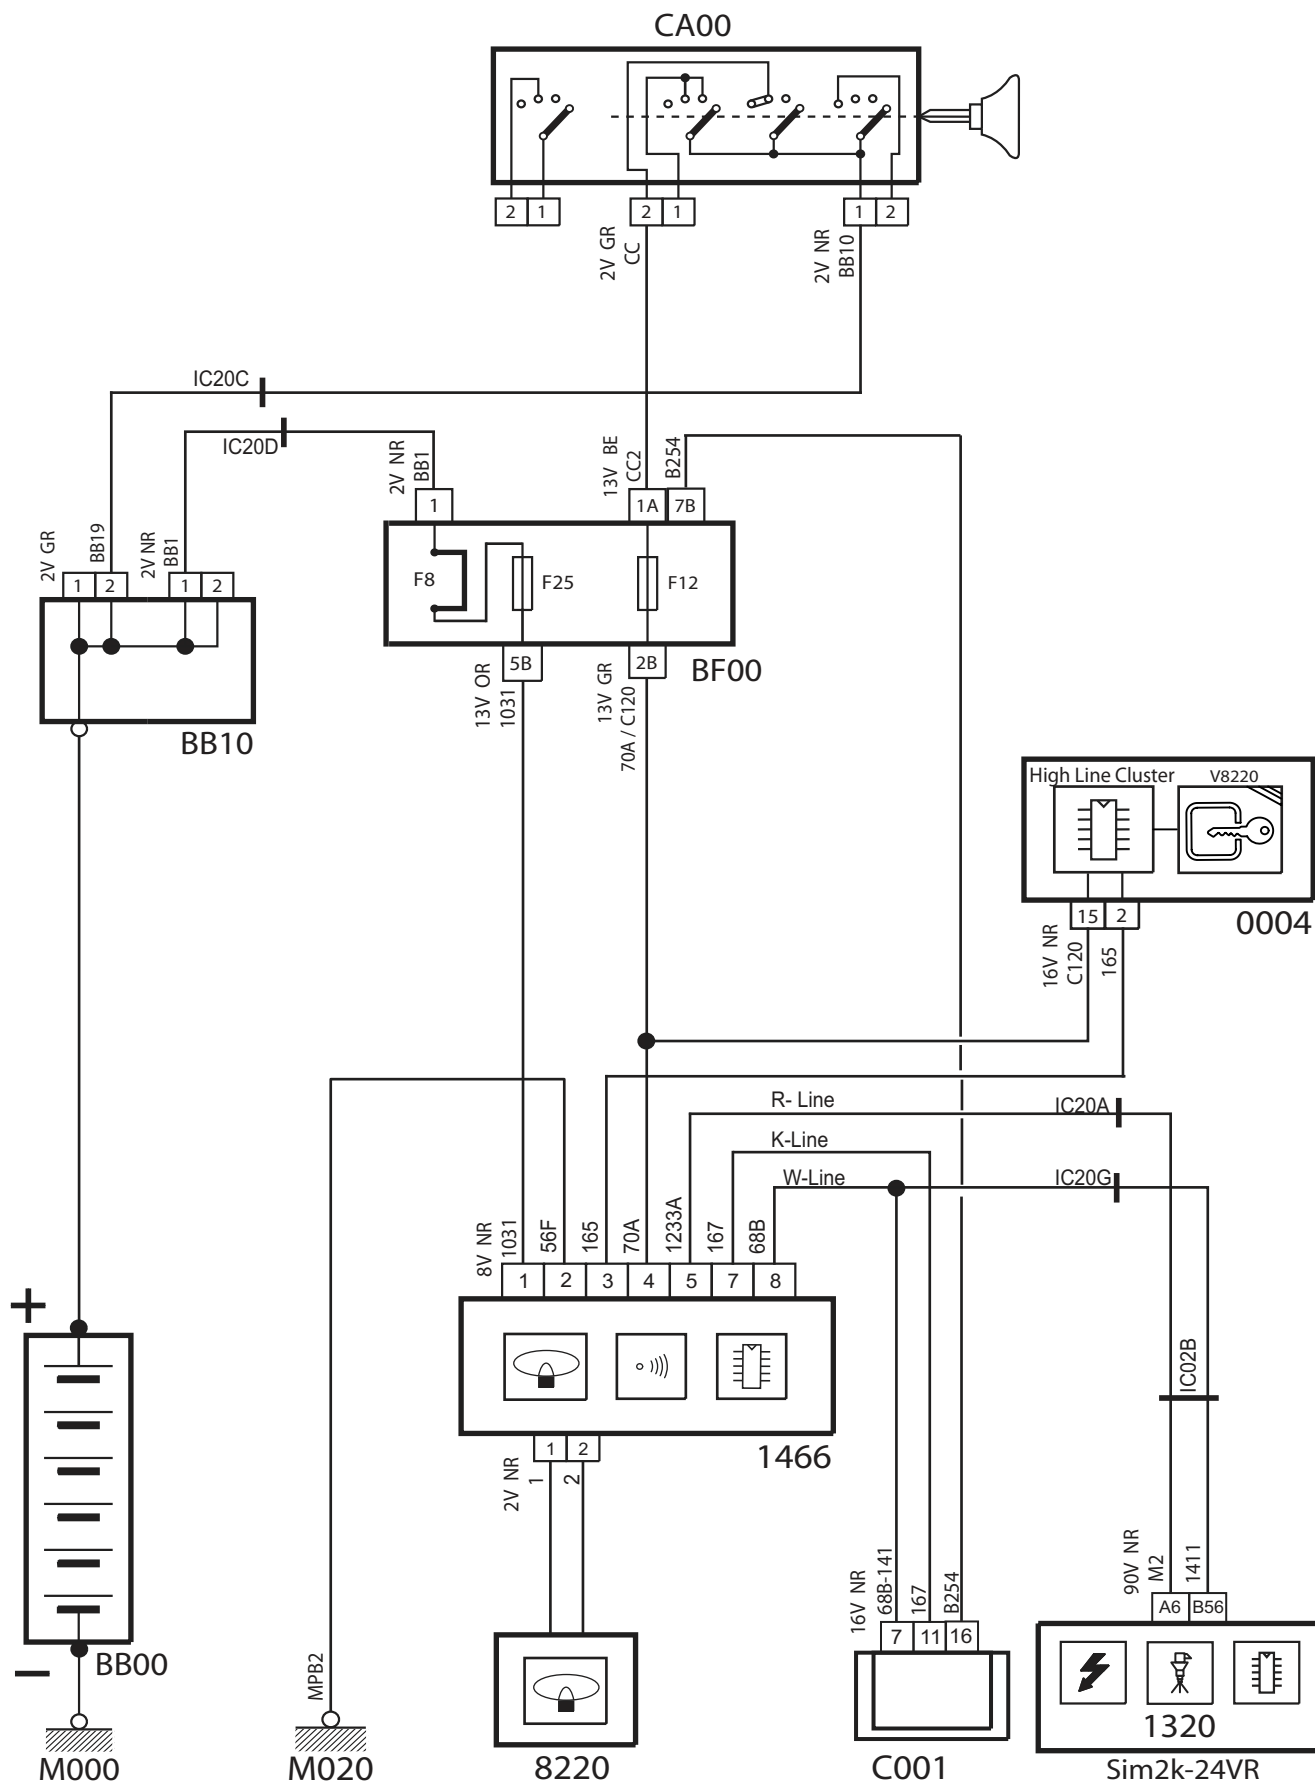 CA00
2 1
2 1
1 2
2V GR
CC
2V NR
BB10
IC20C
IC20D
2V NR
BB1
13V BE
CC2
B254
1
1A 7B
2V GR
BB19
2V NR
BB1
1 2
1 2
F8
F25
F12
BB10
5B
2B
BF00
13V OR
1031
13V GR
70A / C120
High Line Cluster
V8220
15 2
0004
16V NR
C120
165
R- Line
IC20A
K-Line
W-Line
IC20G
8V NR
1031
56F
165
70A
1233A
167
68B
1 2 3 4 5 7 8
+
1466
1 2
2V NR
1
2
IC02B
BB00
–
M000
MPB2
M020
8220
16V NR
68B-141
167
B254
7 11 16
C001
90V NR
M2
1411
A6 B56
1320
Sim2k-24VR